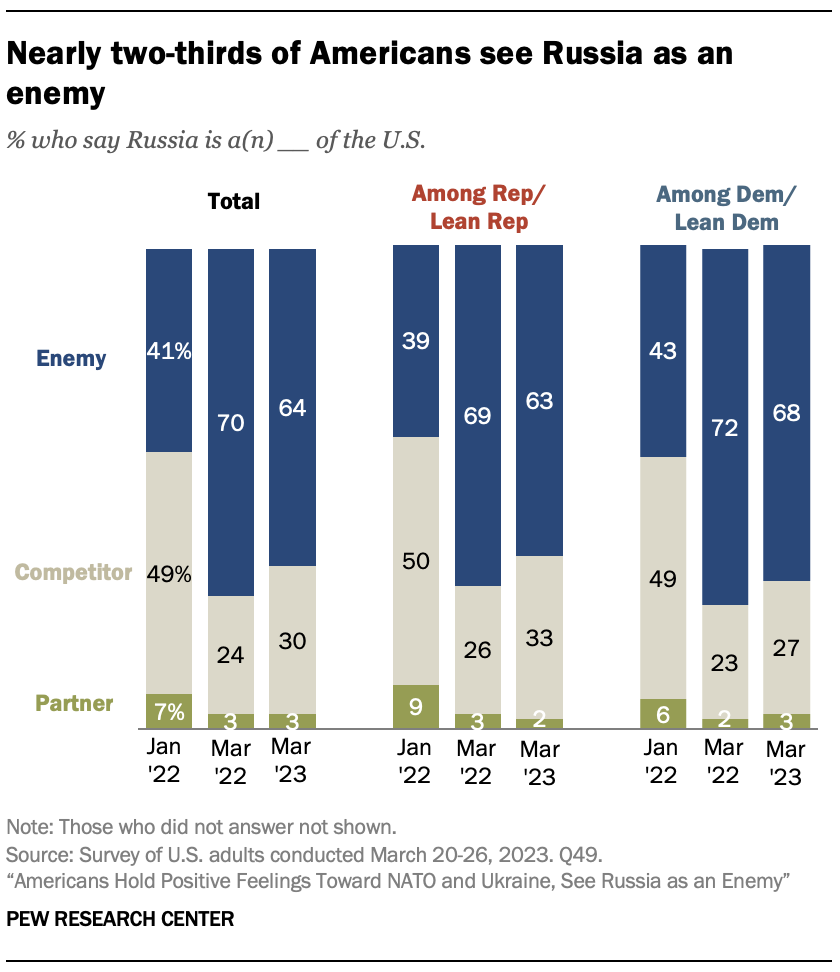 Nearly two-thirds of Americans see Russia as an
enemy
% who say Russia is a(n) __ of the U.S.
Total
Among Rep/
Lean Rep
Among Dem/
Lean Dem
Enemy
41% 70 64 39 69 63 43 72 68
Competitor
49% 24 30 50 26 33 49 23 27
Partner
7% 3 3 9 3 2 6 2 3
Jan '22 Mar '22 Mar '23 Jan '22 Mar '22 Mar '23 Jan '22 Mar '22 Mar '23
Note: Those who did not answer not shown.
Source: Survey of U.S. adults conducted March 20-26, 2023. Q49.
“Americans Hold Positive Feelings Toward NATO and Ukraine, See Russia as an Enemy”
PEW RESEARCH CENTER